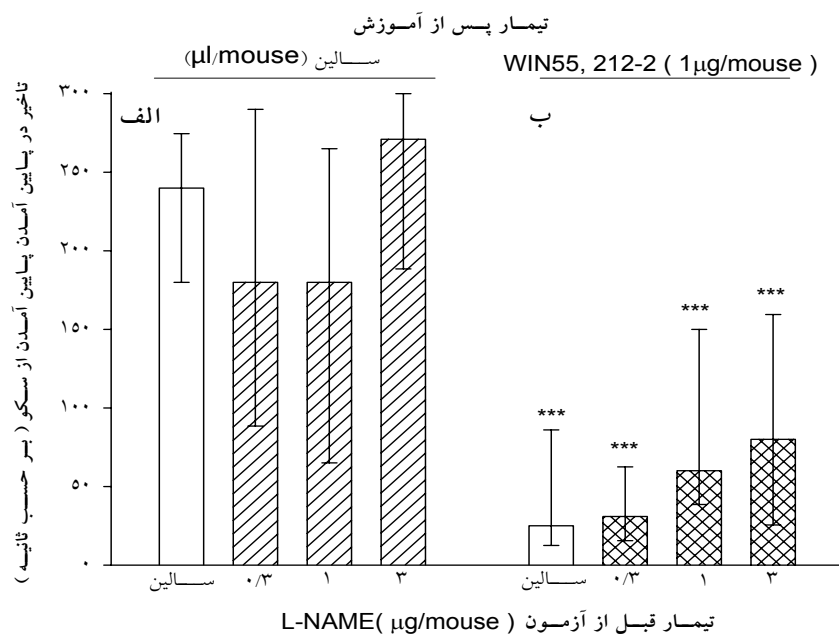 تیمار پس از آموزش
سالین (µl/mouse)
WIN55, 212-2 ( 1µg/mouse )
الف
ب
تاخیر در پایین آمدن پایین آمدن از سکو ( بر حسب ثانیه )
۳۰۰
۲۵۰
۲۰۰
۱۵۰
۱۰۰
۵۰
۰
***
***
***
***
سالین ۰/۳ ۱ ۳ سالین ۰/۳ ۱ ۳
تیمار قبل از آزمون L-NAME( µg/mouse )